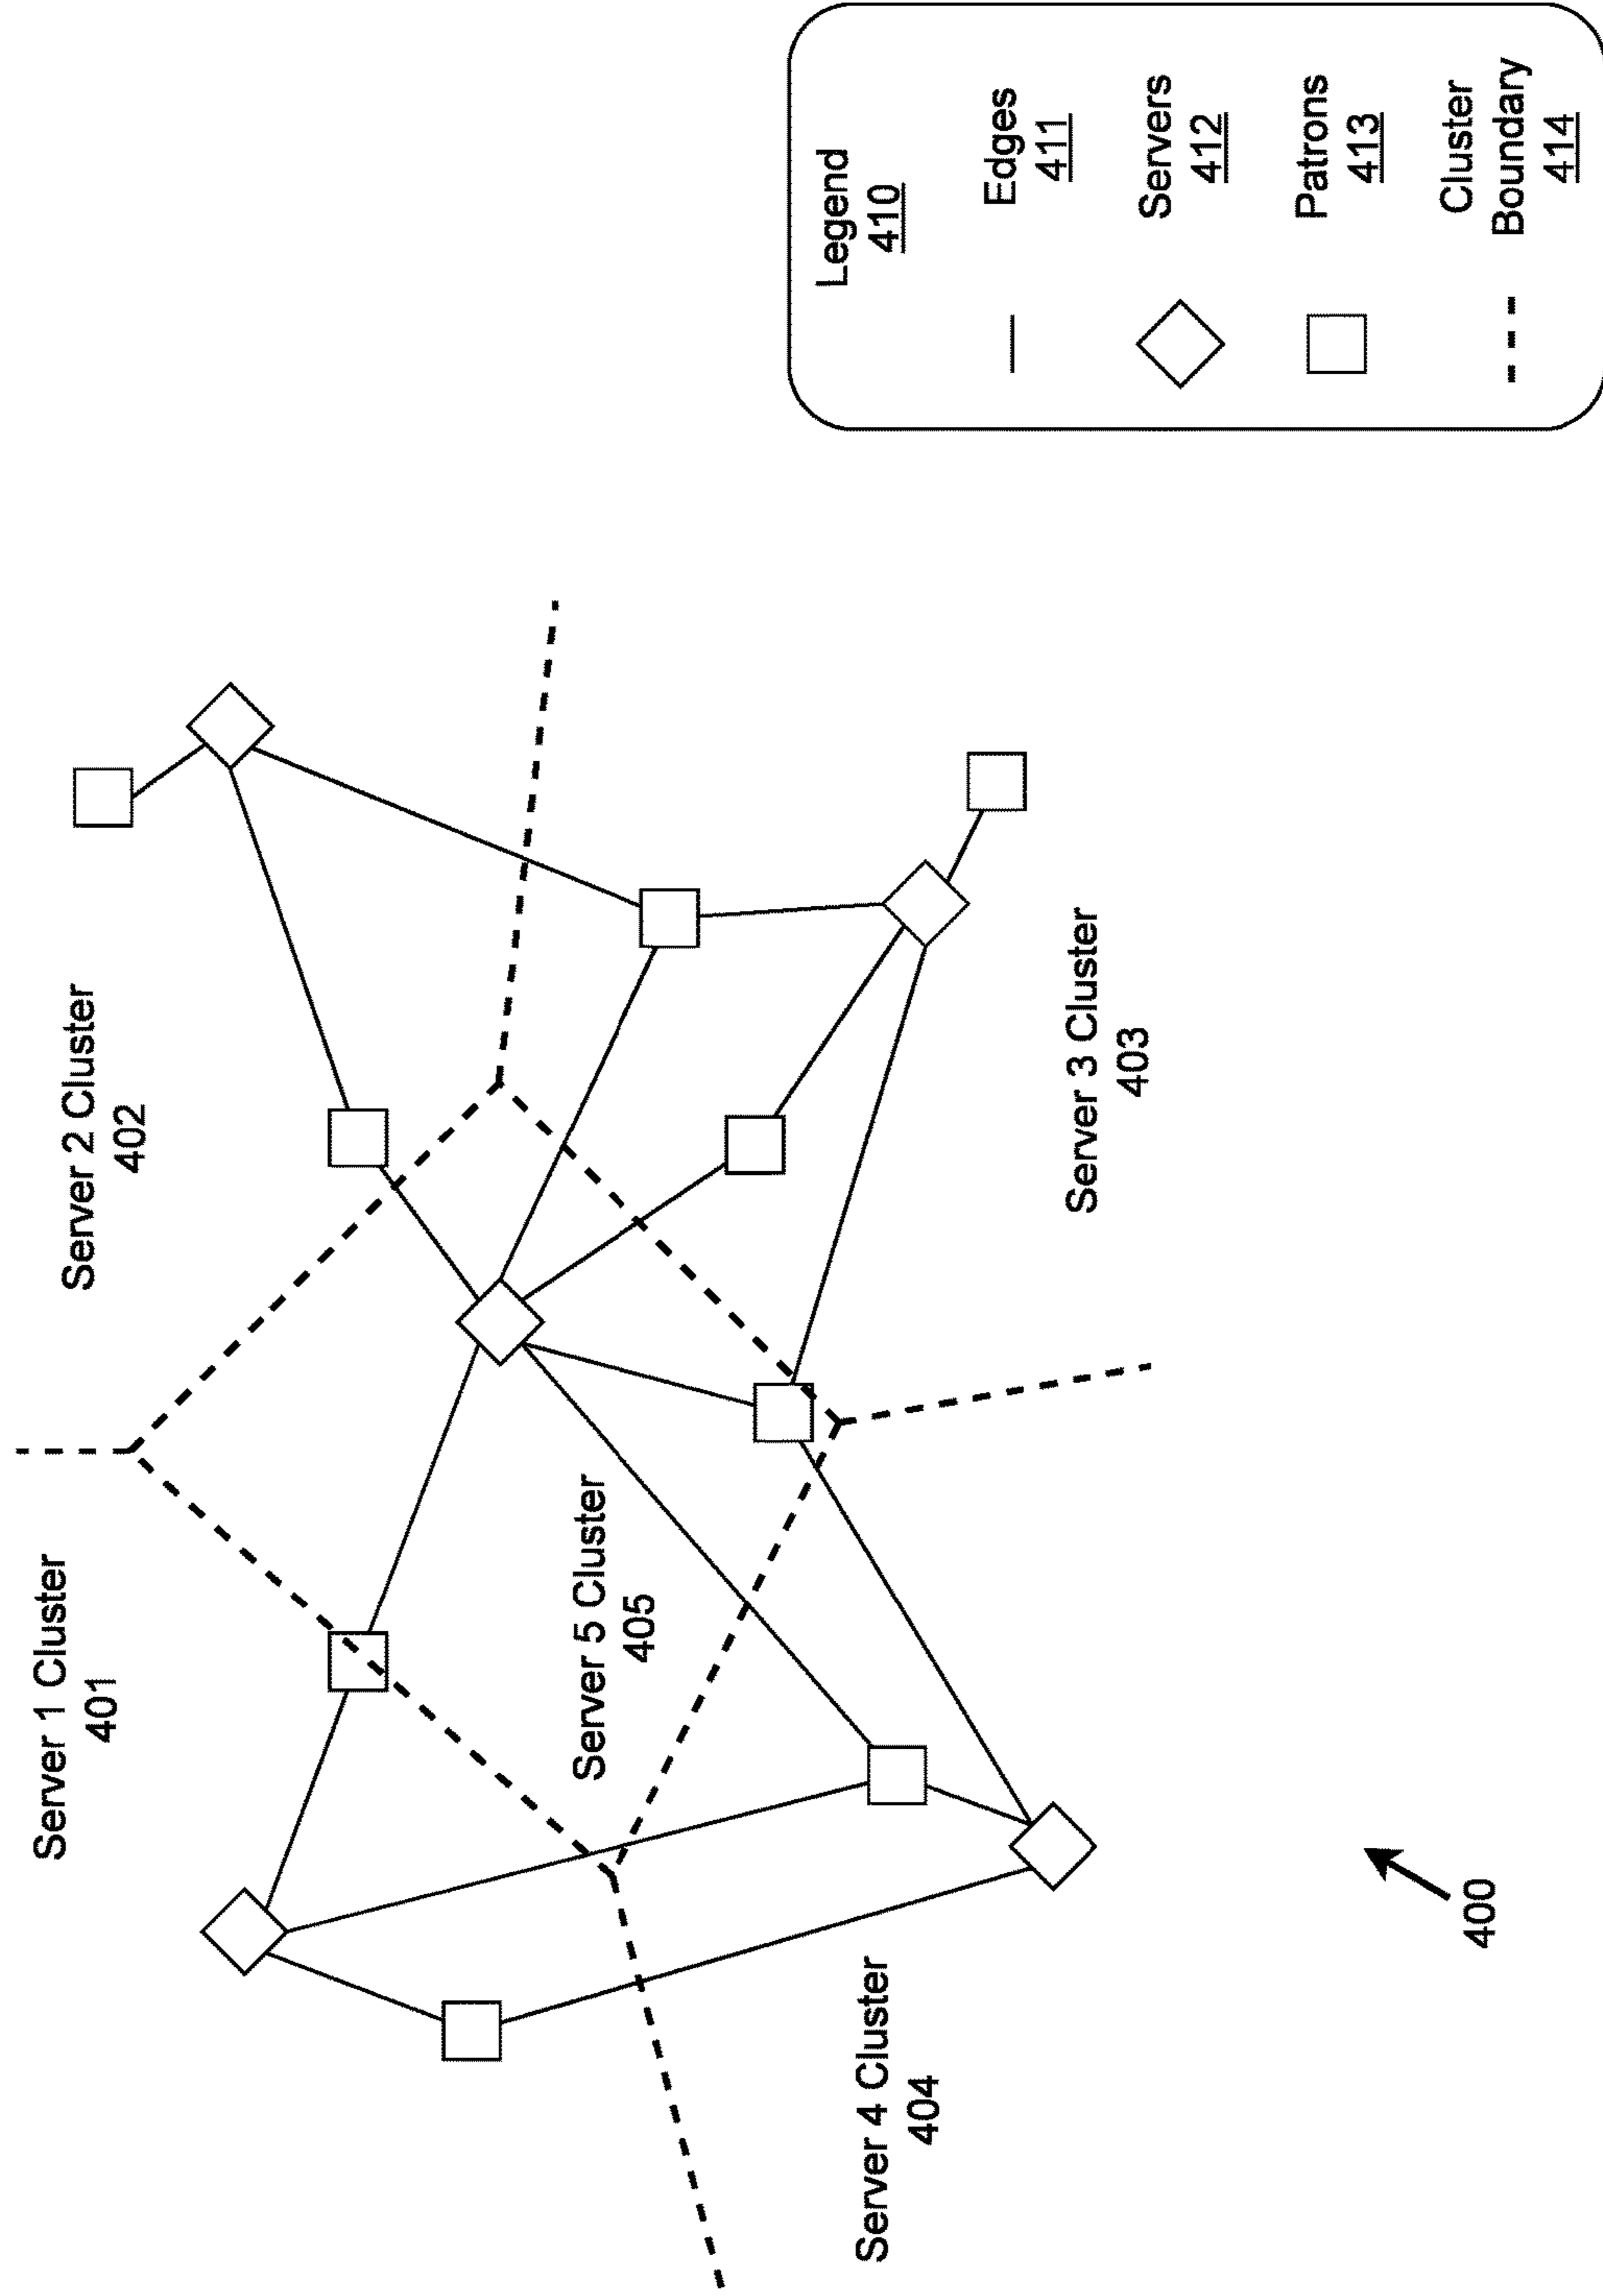 Server 1 Cluster
401
Server 2 Cluster
402
Server 5 Cluster
405
Server 4 Cluster
404
Server 3 Cluster
403
400
Legend
410
Edges
411
Servers
412
Patrons
413
Cluster
Boundary
414